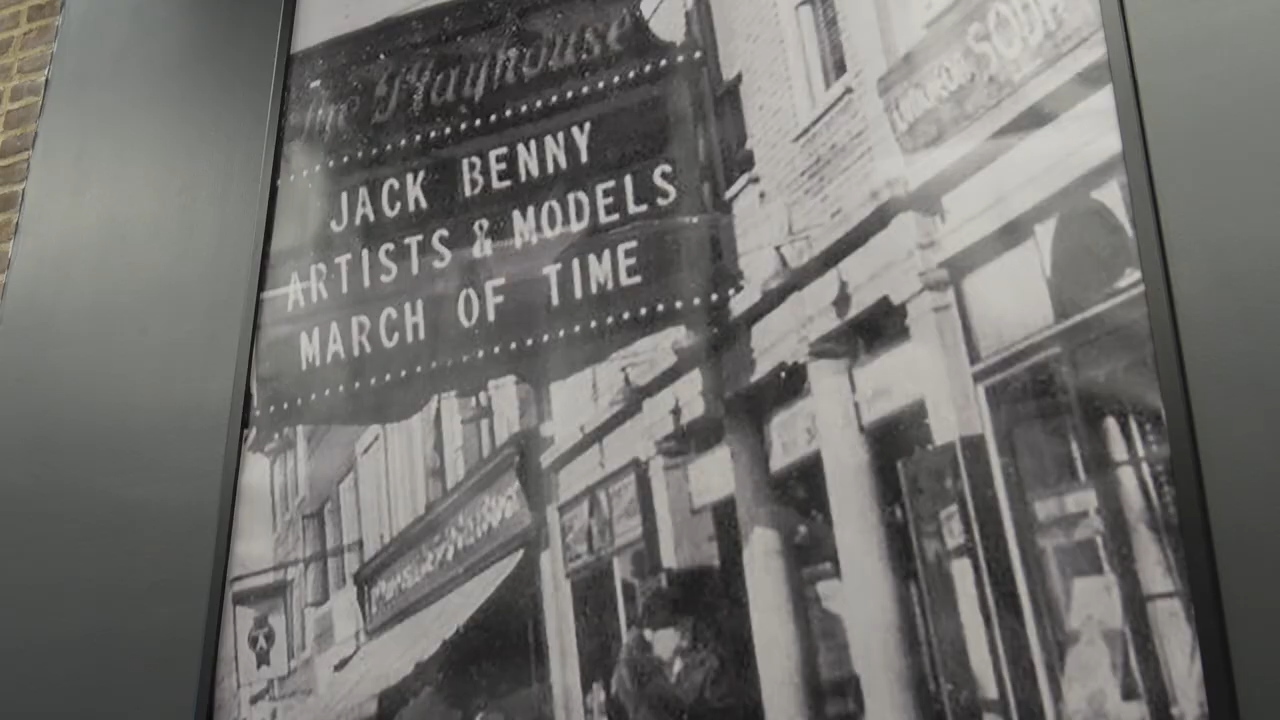 The Playhouse
JACK BENNY
ARTISTS & MODELS
MARCH OF TIME
SODA